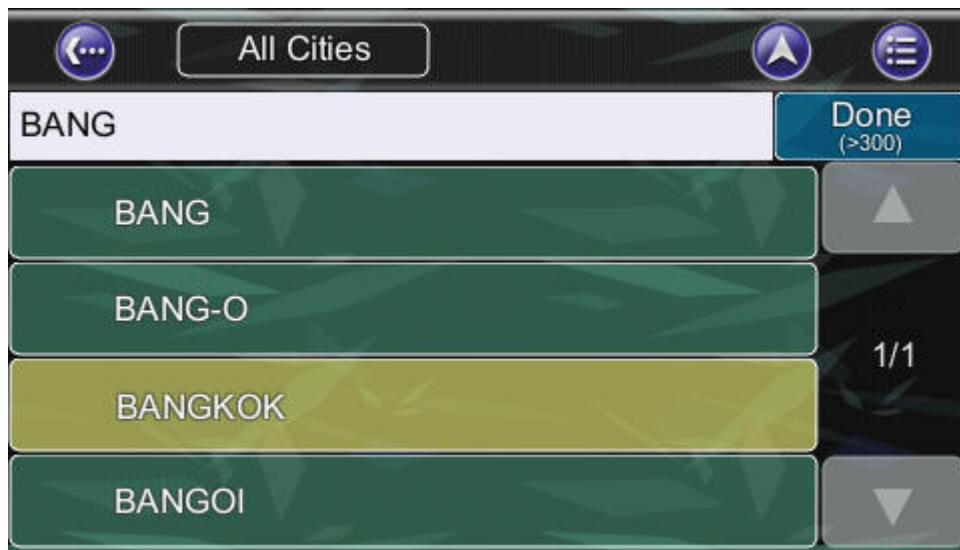 All Cities
BANG
Done
(>300)
BANG
BANG-O
1/1
BANGKOK
BANGOI